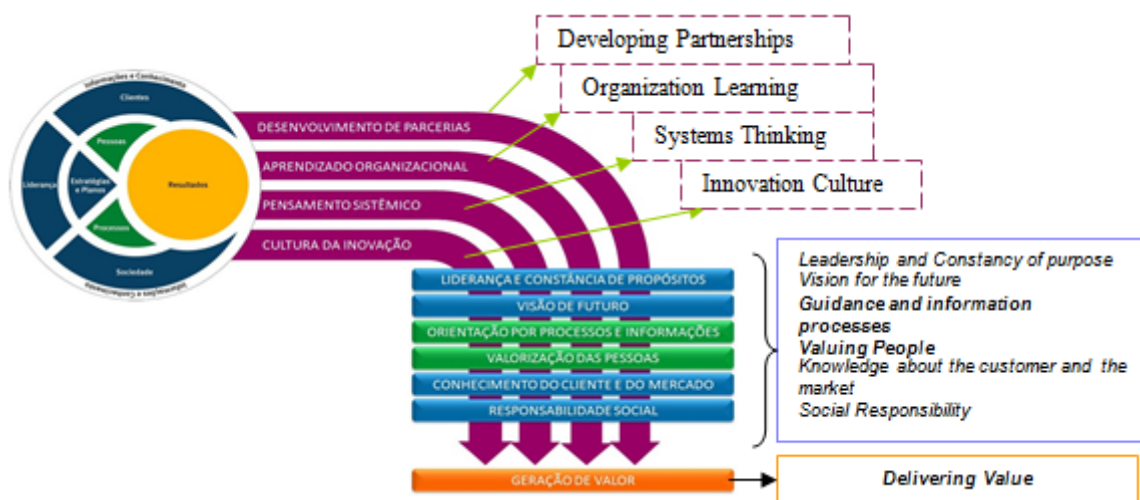 Informações e Conhecimento
Clientes
Pessoas
Liderança
Estratégias
e Planos
Resultados
Processos
Sociedade
Informações e Conhecimento
DESENVOLVIMENTO DE PARCERIAS
APRENDIZADO ORGANIZACIONAL
PENSAMENTO SISTÊMICO
CULTURA DA INOVAÇÃO
Developing Partnerships
Organization Learning
Systems Thinking
Innovation Culture
LIDERANÇA E CONSTÂNCIA DE PROPÓSITOS
VISÃO DE FUTURO
ORIENTAÇÃO POR PROCESSOS E INFORMAÇÕES
VALORIZAÇÃO DAS PESSOAS
CONHECIMENTO DO CLIENTE E DO MERCADO
RESPONSABILIDADE SOCIAL
GERAÇÃO DE VALOR
Leadership and Constancy of purpose
Vision for the future
Guidance and information
processes
Valuing People
Knowledge about the customer and the
market
Social Responsibility
Delivering Value